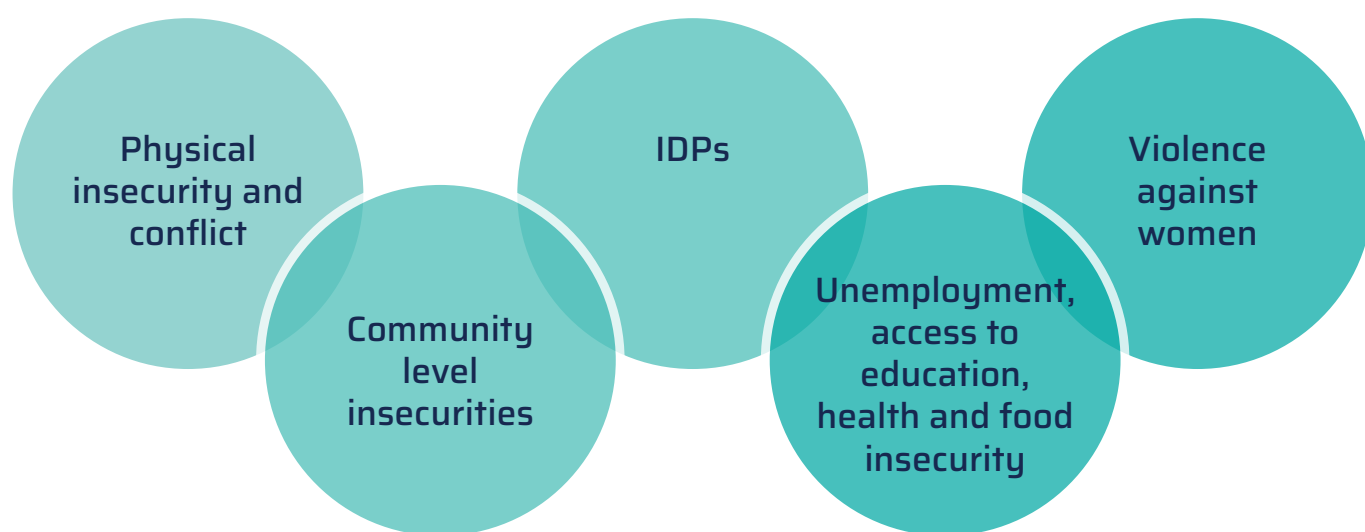 Physical
insecurity and
conflict
Community
level
insecurities
IDPs
Unemployment,
access to
education,
health and food
insecurity
Violence
against
women